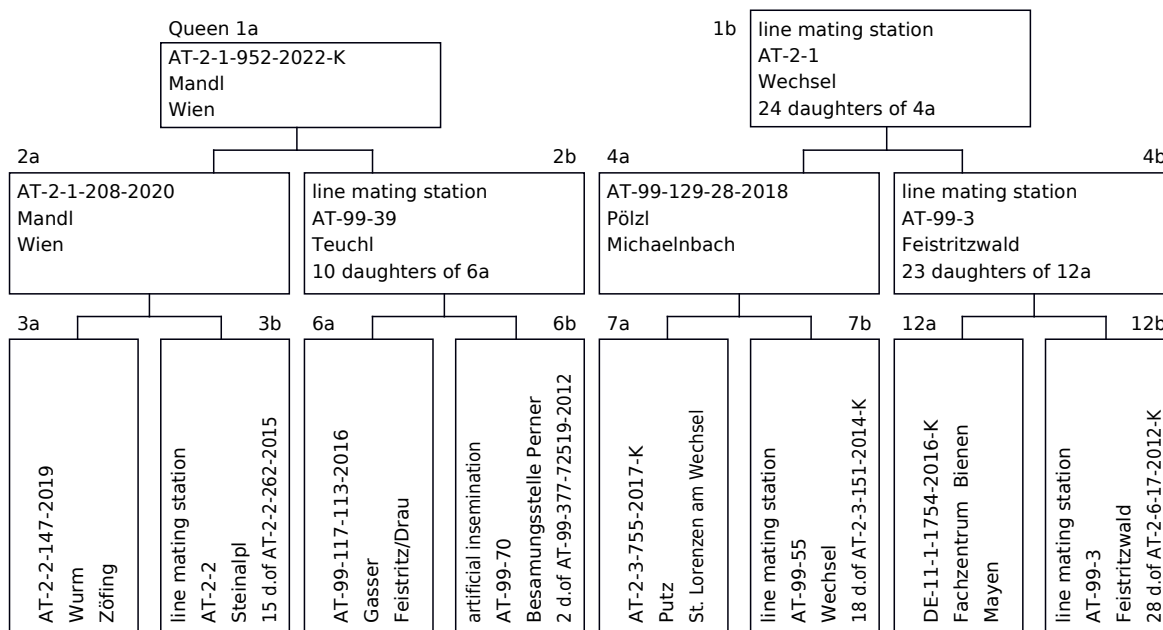 Queen 1a
AT-2-1-952-2022-K
Mandl
Wien
1b
line mating station
AT-2-1
Wechsel
24 daughters of 4a
2a
AT-2-1-208-2020
Mandl
Wien
2b
line mating station
AT-99-39
Teuchl
10 daughters of 6a
4a
AT-99-129-28-2018
Pölzl
Michaelnbach
4b
line mating station
AT-99-3
Feistritzwald
23 daughters of 12a
3a
AT-2-2-147-2019
Wurm
Zöfing
3b
line mating station
AT-2-2
Steinalpl
15 d.of AT-2-2-262-2015
6a
AT-99-117-113-2016
Gasser
Feistritz/Drau
6b
artificial insemination
AT-99-70
Besamungsstelle Perner
2 d.of AT-99-377-72519-2012
7a
AT-2-3-755-2017-K
Putz
St. Lorenzen am Wechsel
7b
line mating station
AT-99-55
Wechsel
18 d.of AT-2-3-151-2014-K
12a
DE-11-1-1754-2016-K
Fachzentrum Bienen
Mayen
12b
line mating station
AT-99-3
Feistritzwald
28 d.of AT-2-6-17-2012-K